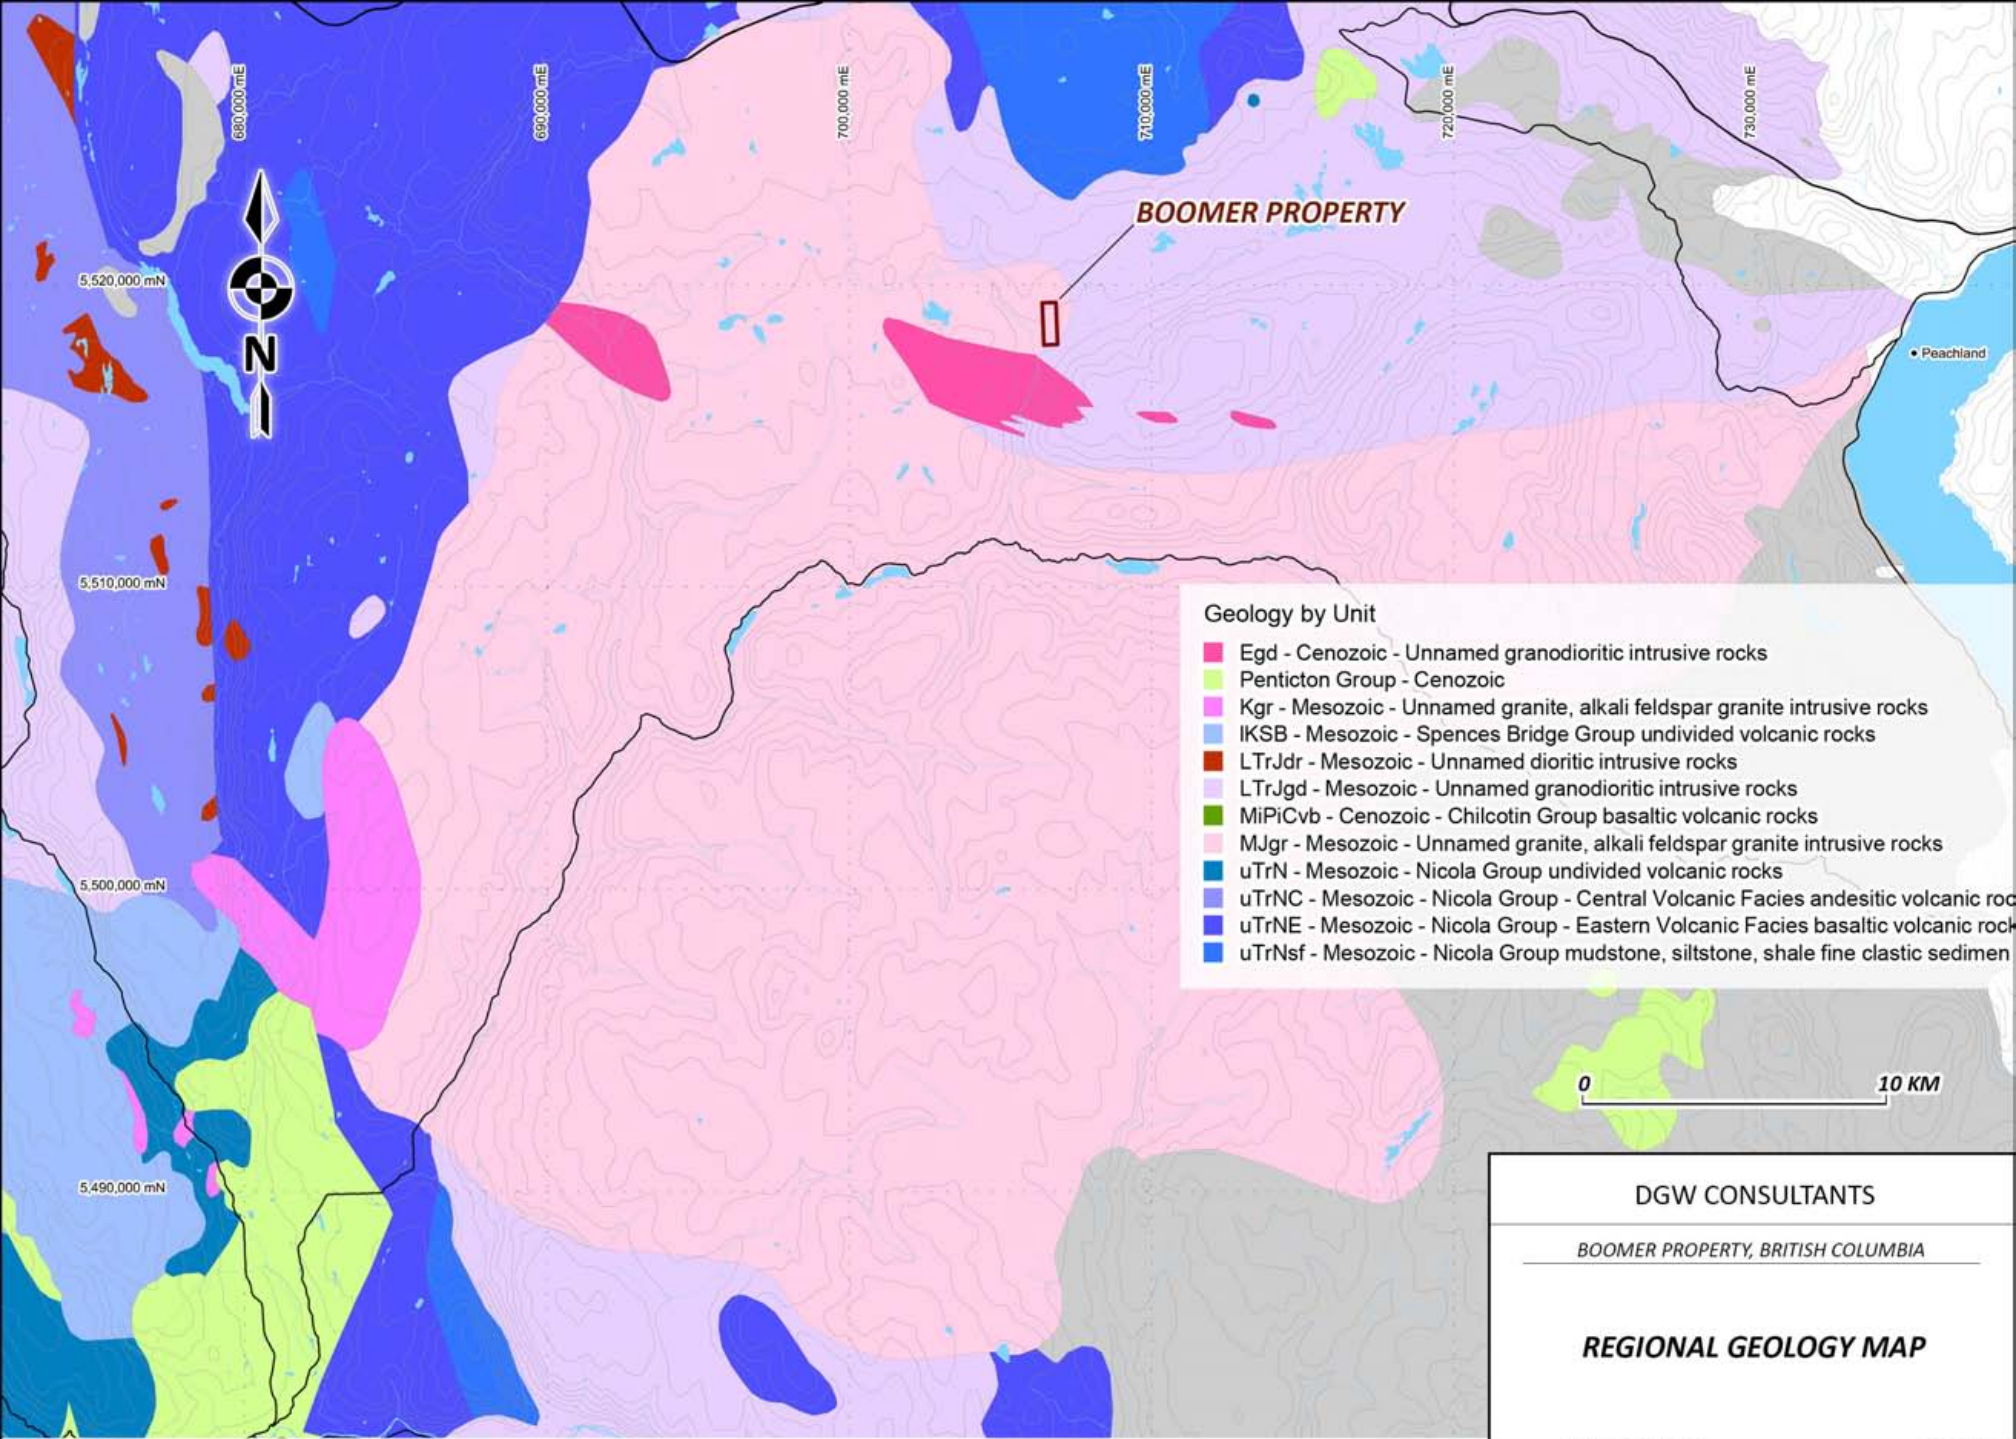 680,000 mE
690,000 mE
700,000 mE
710,000 mE
720,000 mE
730,000 mE
BOOMER PROPERTY
5,520,000 mN
N
Peachland
5,510,000 mN
Geology by Unit
Egd - Cenozoic - Unnamed granodioritic intrusive rocks
Penticton Group - Cenozoic
Kgr - Mesozoic - Unnamed granite, alkali feldspar granite intrusive rocks
lKSB - Mesozoic - Spences Bridge Group undivided volcanic rocks
LTrJdr - Mesozoic - Unnamed dioritic intrusive rocks
LTrJgd - Mesozoic - Unnamed granodioritic intrusive rocks
MiPiCvb - Cenozoic - Chilcotin Group basaltic volcanic rocks
MJgr - Mesozoic - Unnamed granite, alkali feldspar granite intrusive rocks
uTrN - Mesozoic - Nicola Group undivided volcanic rocks
uTrNC - Mesozoic - Nicola Group - Central Volcanic Facies andesitic volcanic roc
uTrNE - Mesozoic - Nicola Group - Eastern Volcanic Facies basaltic volcanic rock
uTrNsf - Mesozoic - Nicola Group mudstone, siltstone, shale fine clastic sedimen
5,500,000 mN
0 10 KM
5,490,000 mN
DGW CONSULTANTS
BOOMER PROPERTY, BRITISH COLUMBIA
REGIONAL GEOLOGY MAP